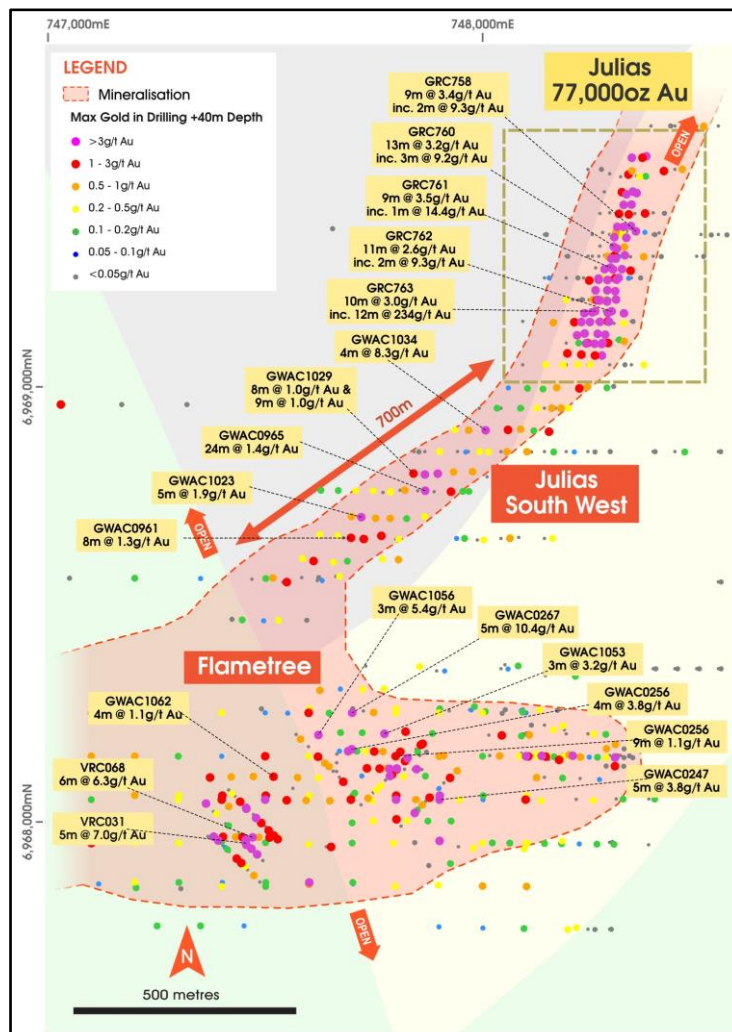 747,000mE
748,000mE
LEGEND
Mineralisation
Max Gold in Drilling +40m Depth
>3g/t Au
1 - 3g/t Au
0.5 - 1g/t Au
0.2 - 0.5g/t Au
0.1 - 0.2g/t Au
0.05 - 0.1g/t Au
<0.05g/t Au
Julias
77,000oz Au
OPEN
GRC758
9m @ 3.4g/t Au
inc. 2m @ 9.3g/t Au
GRC760
13m @ 3.2g/t Au
inc. 3m @ 9.2g/t Au
GRC761
9m @ 3.5g/t Au
inc. 1m @ 14.4g/t Au
GRC762
11m @ 2.6g/t Au
inc. 2m @ 9.3g/t Au
GRC763
10m @ 3.0g/t Au
inc. 12m @ 234g/t Au
GWAC1034
4m @ 8.3g/t Au
6,969,000mN
GWAC1029
8m @ 1.0g/t Au &
9m @ 1.0g/t Au
700m
GWAC0965
24m @ 1.4g/t Au
GWAC1023
5m @ 1.9g/t Au
Julias
South West
GWAC0961
8m @ 1.3g/t Au
OPEN
GWAC1056
3m @ 5.4g/t Au
GWAC0267
5m @ 10.4g/t Au
Flametree
GWAC1053
3m @ 3.2g/t Au
GWAC0256
4m @ 3.8g/t Au
GWAC1062
4m @ 1.1g/t Au
GWAC0256
9m @ 1.1g/t Au
VRC068
6m @ 6.3g/t Au
GWAC0247
5m @ 3.8g/t Au
VRC031
5m @ 7.0g/t Au
6,968,000mN
OPEN
N
500 metres